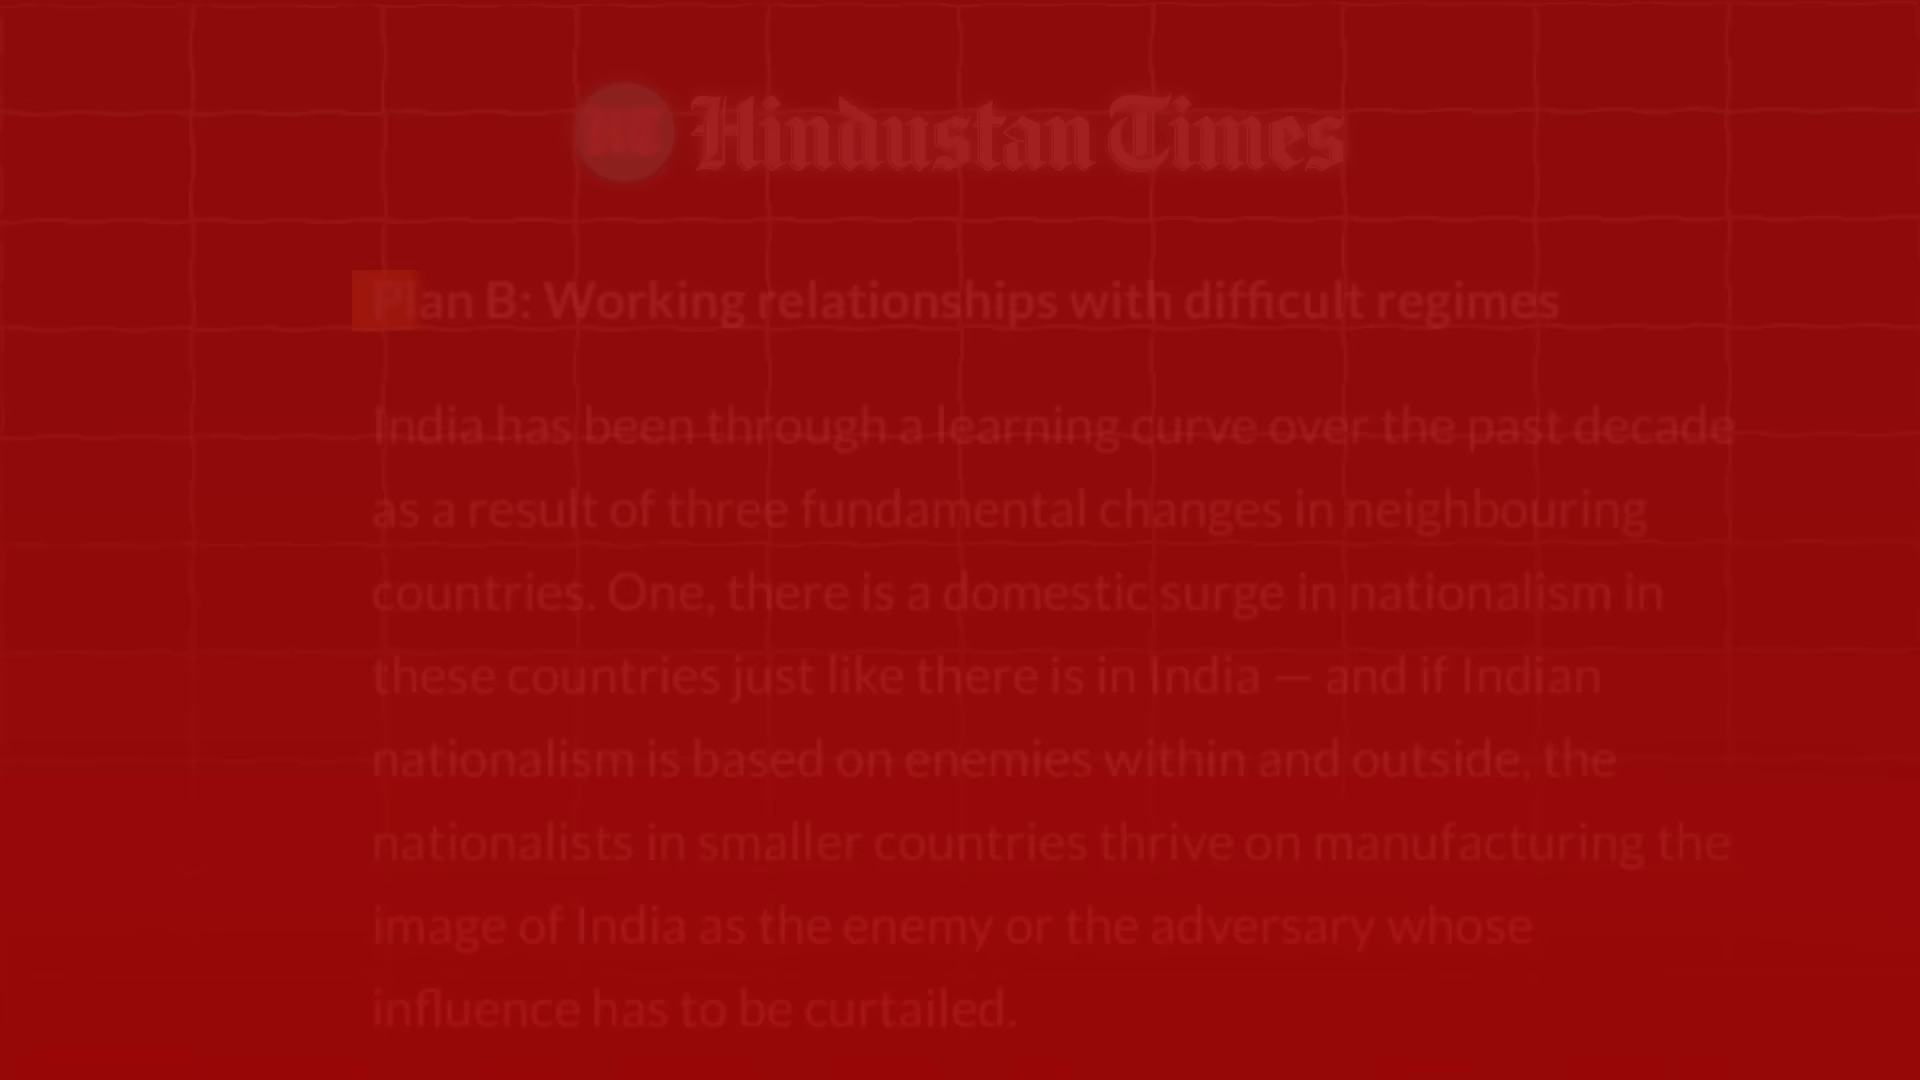 Hindustan Times
Plan B: Working relationships with difficult regimes
India has been through a learning curve over the past decade
as a result of three fundamental changes in neighbouring
countries. One, there is a domestic surge in nationalism in
these countries just like there is in India — and if Indian
nationalism is based on enemies within and outside, the
nationalists in smaller countries thrive on manufacturing the
image of India as the enemy or the adversary whose
influence has to be curtailed.